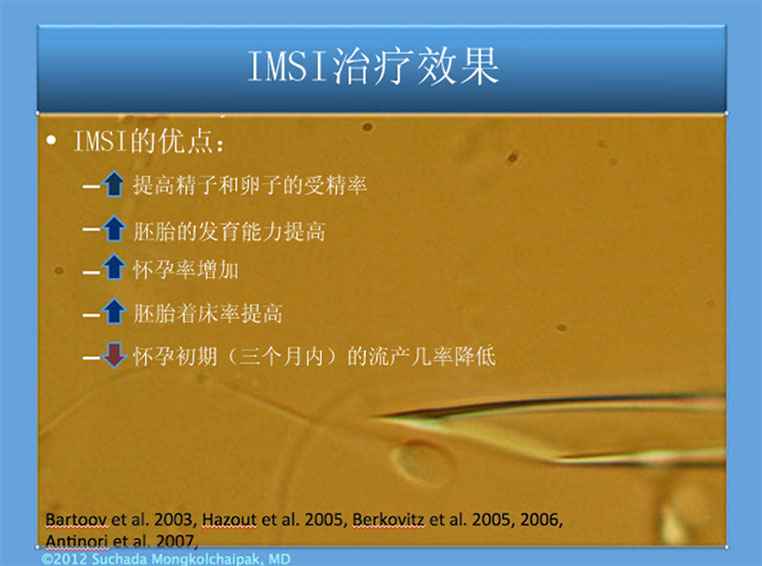 IMSI治疗效果
• IMSI的优点：
提高精子和卵子的受精率
胚胎的发育能力提高
怀孕率增加
胚胎着床率提高
怀孕初期（三个月内）的流产几率降低
Bartoov et al. 2003, Hazout et al. 2005, Berkovitz et al. 2005, 2006,
Antinori et al. 2007,
©2012 Suchada Mongkolchaipak, MD